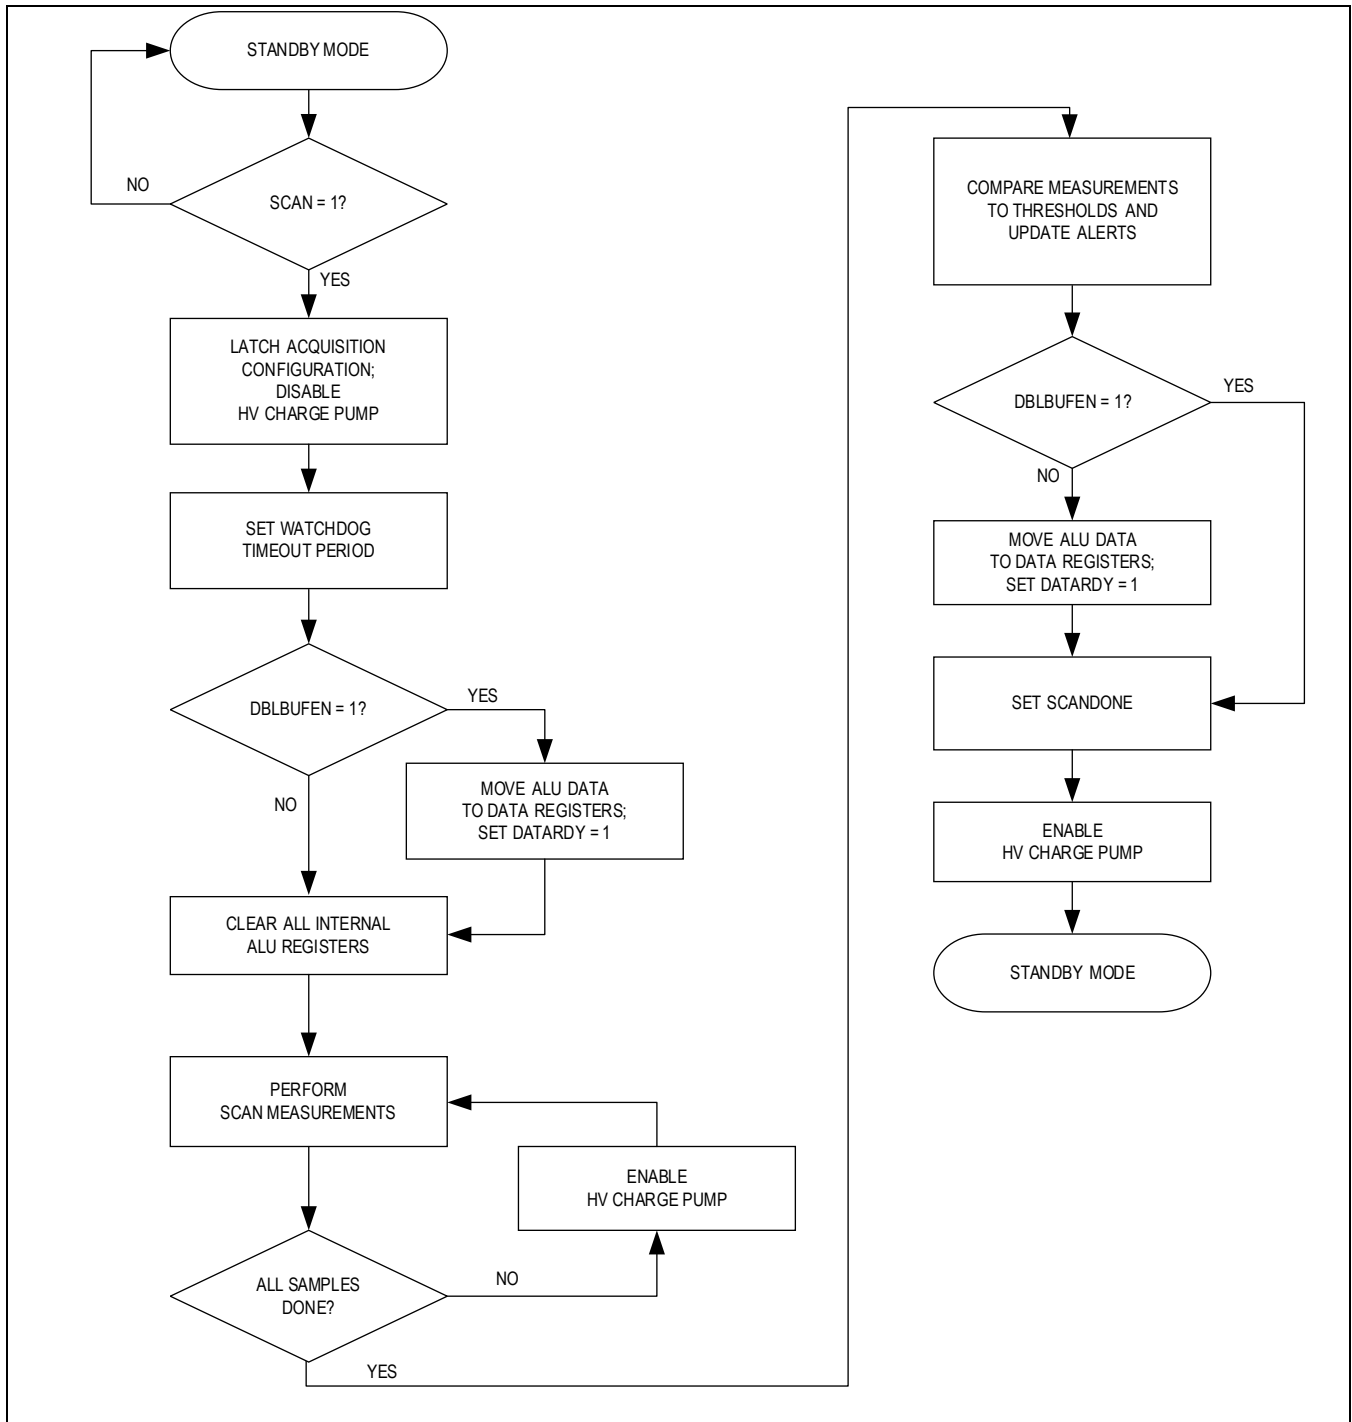 STANDBY MODE
NO
SCAN = 1?
YES
LATCH ACQUISITION
CONFIGURATION;
DISABLE
HV CHARGE PUMP
SET WATCHDOG
TIMEOUT PERIOD
DBLBUFEN = 1?
YES
NO
MOVE ALU DATA
TO DATA REGISTERS;
SET DATARDY = 1
CLEAR ALL INTERNAL
ALU REGISTERS
PERFORM
SCAN MEASUREMENTS
ENABLE
HV CHARGE PUMP
ALL SAMPLES
DONE?
NO
YES
COMPARE MEASUREMENTS
TO THRESHOLDS AND
UPDATE ALERTS
DBLBUFEN = 1?
YES
NO
MOVE ALU DATA
TO DATA REGISTERS;
SET DATARDY = 1
SET SCANDONE
ENABLE
HV CHARGE PUMP
STANDBY MODE